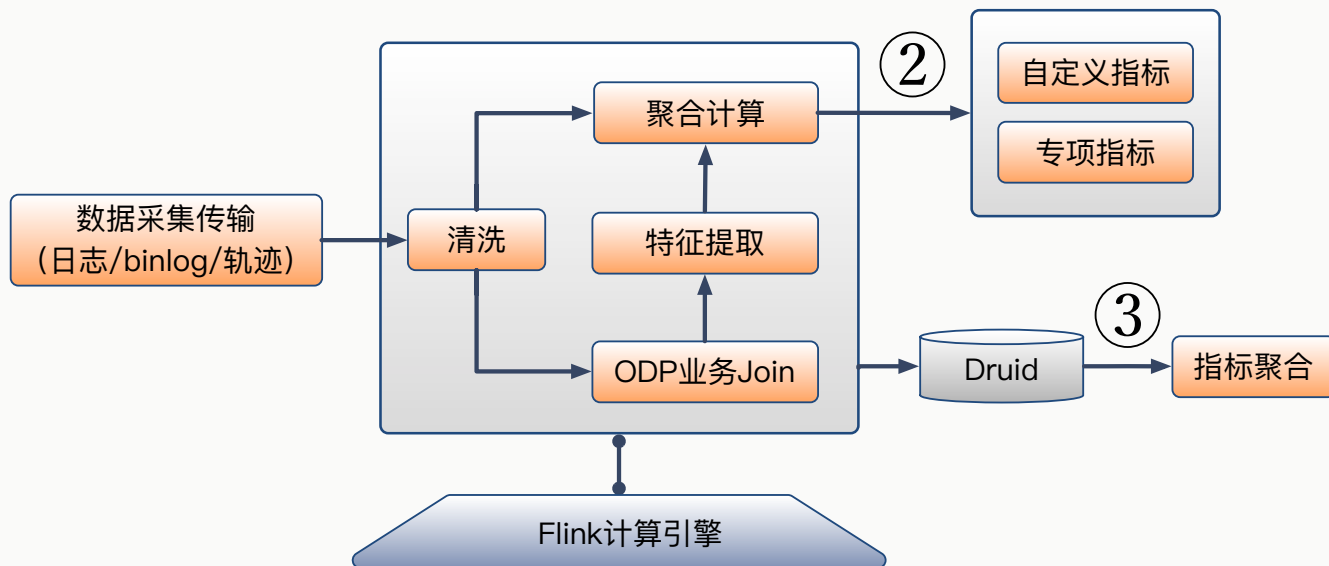 ②
自定义指标
聚合计算
专项指标
数据采集传输
（日志/binlog/轨迹）
清洗
特征提取
③
ODP业务Join
Druid
指标聚合
Flink计算引擎